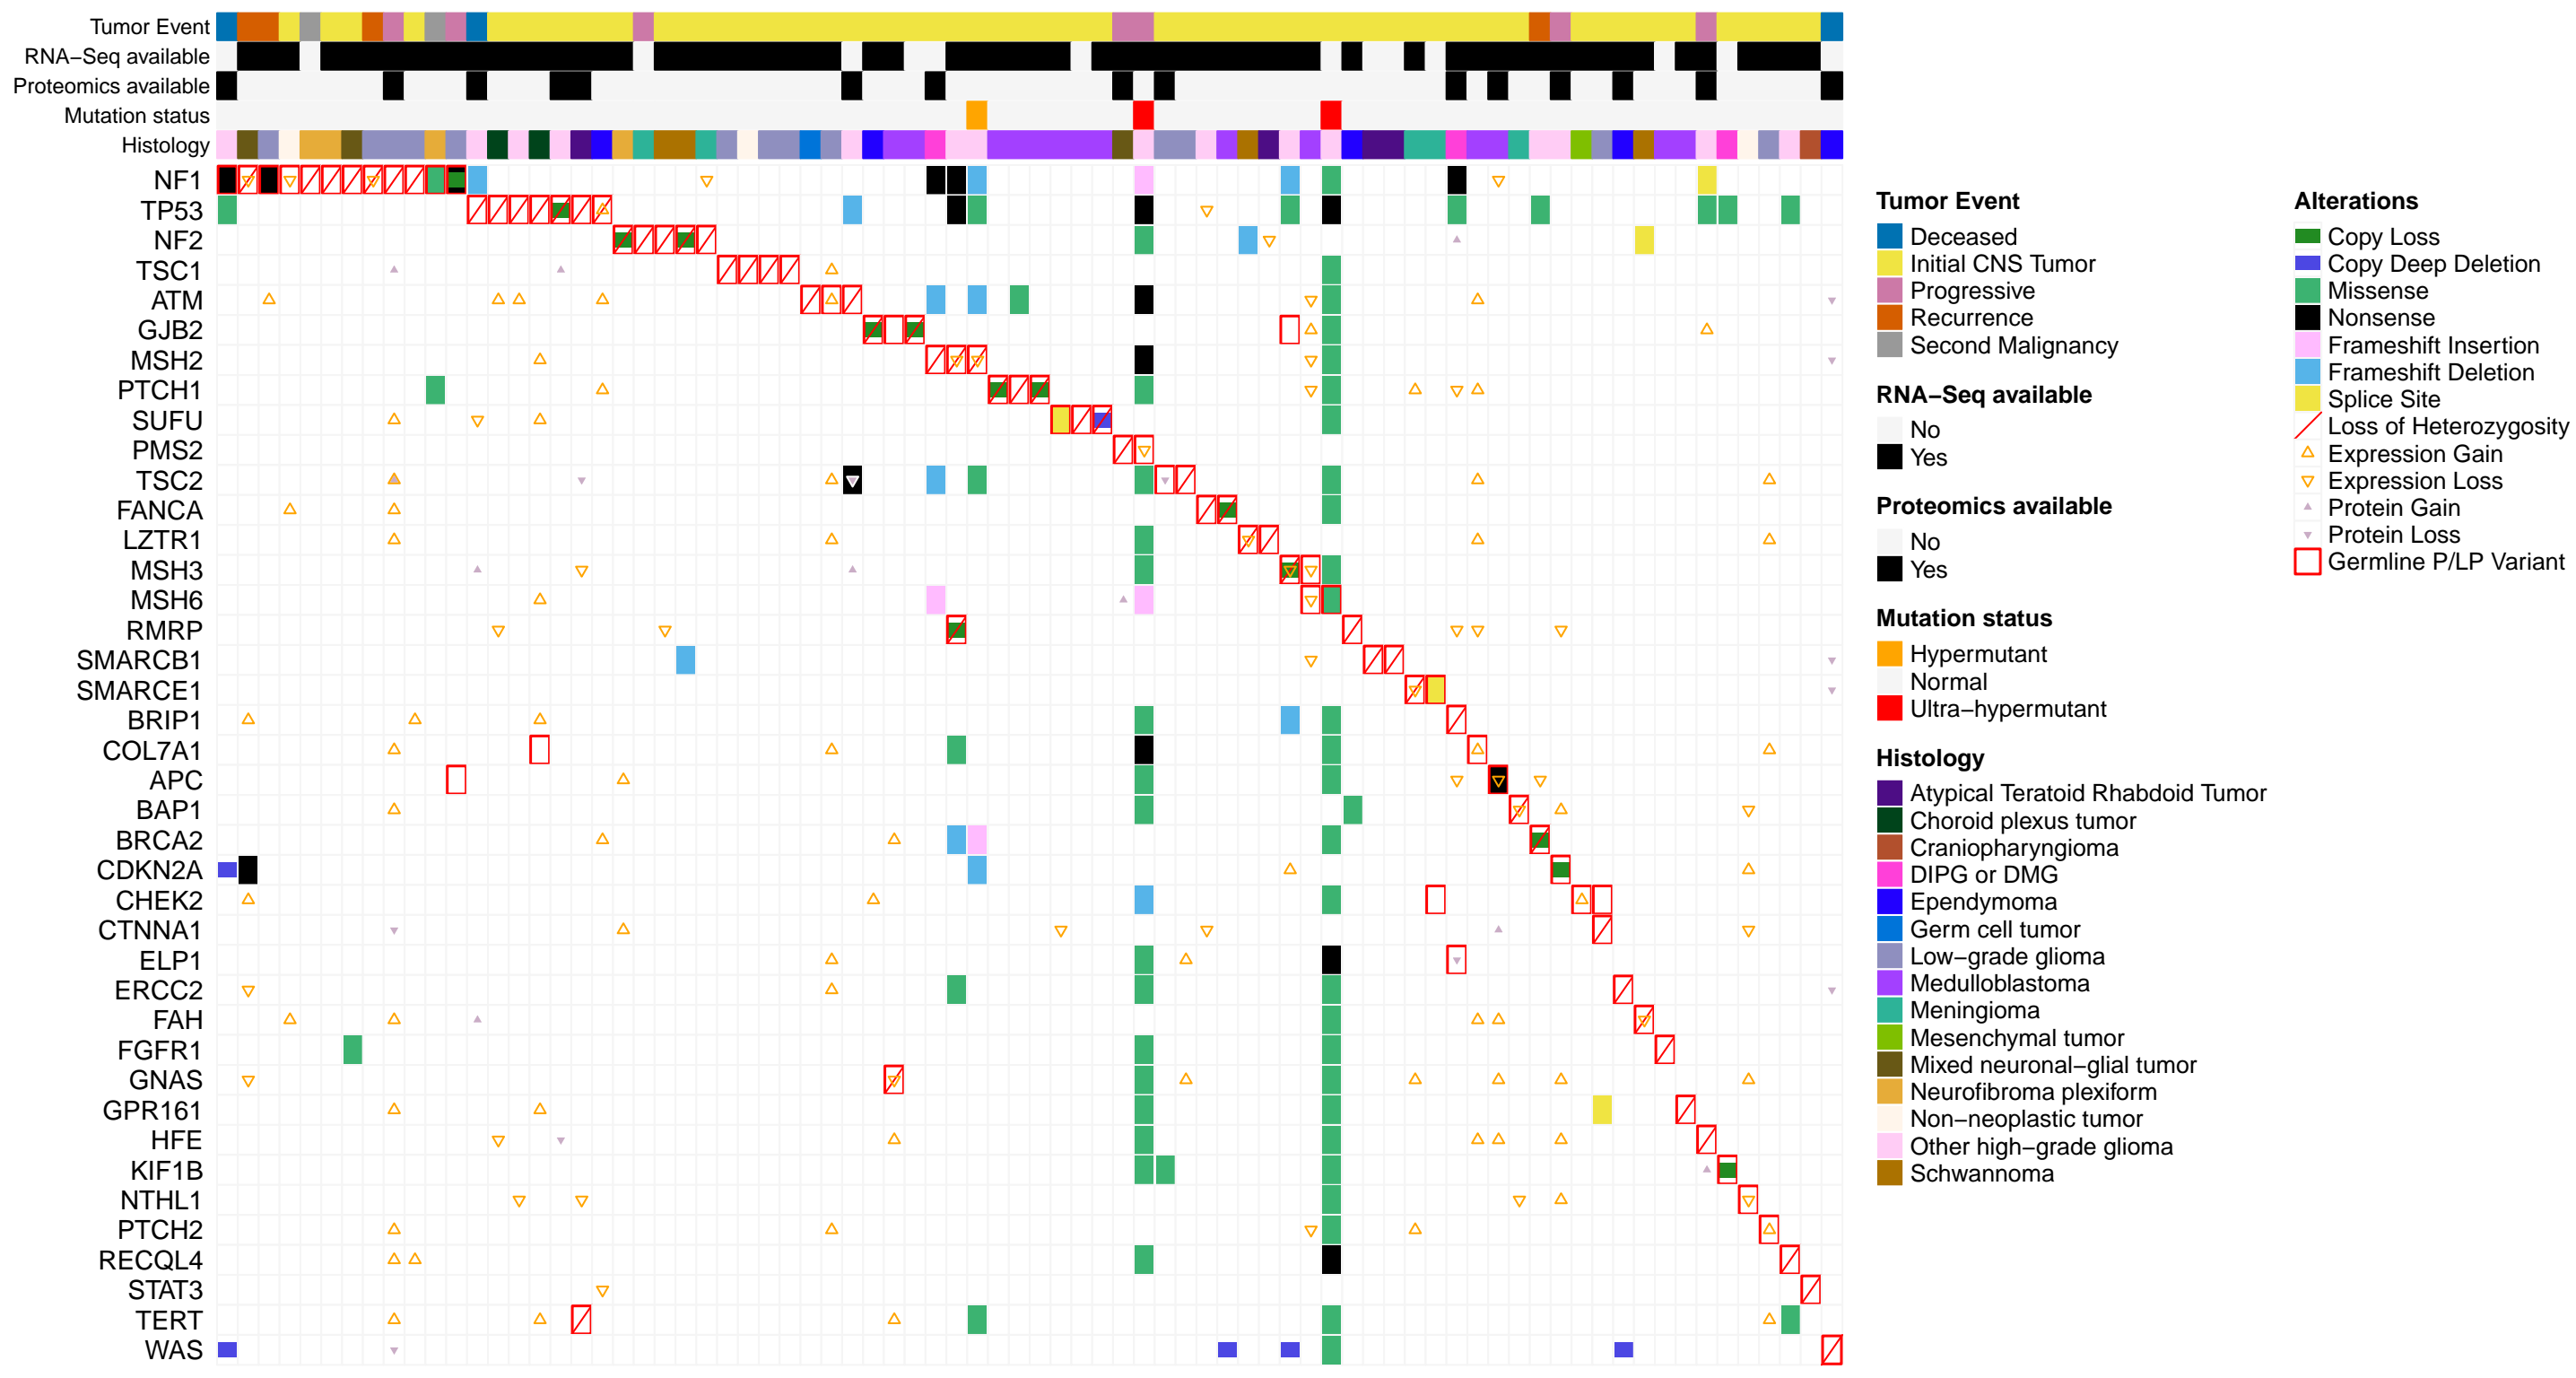 Tumor Event
RNA−Seq available
Proteomics available
Mutation status
Histology
NF1
TP53
NF2
TSC1
ATM
GJB2
MSH2
PTCH1
SUFU
PMS2
TSC2
FANCA
LZTR1
MSH3
MSH6
RMRP
SMARCB1
SMARCE1
BRIP1
COL7A1
APC
BAP1
BRCA2
CDKN2A
CHEK2
CTNNA1
ELP1
ERCC2
FAH
FGFR1
GNAS
GPR161
HFE
KIF1B
NTHL1
PTCH2
RECQL4
STAT3
TERT
WAS
Tumor Event
Deceased
Initial CNS Tumor
Progressive
Recurrence
Second Malignancy
RNA−Seq available
No
Yes
Proteomics available
No
Yes
Mutation status
Hypermutant
Normal
Ultra−hypermutant
Histology
Atypical Teratoid Rhabdoid Tumor
Choroid plexus tumor
Craniopharyngioma
DIPG or DMG
Ependymoma
Germ cell tumor
Low−grade glioma
Medulloblastoma
Meningioma
Mesenchymal tumor
Mixed neuronal−glial tumor
Neurofibroma plexiform
Non−neoplastic tumor
Other high−grade glioma
Schwannoma
Alterations
Copy Loss
Copy Deep Deletion
Missense
Nonsense
Frameshift Insertion
Frameshift Deletion
Splice Site
Loss of Heterozygosity
Expression Gain
Expression Loss
Protein Gain
Protein Loss
Germline P/LP Variant